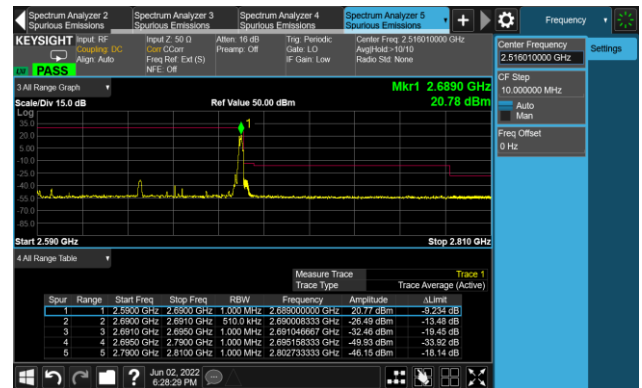 Spectrum Analyzer 2
Spurious Emissions
Spectrum Analyzer 3
Spurious Emissions
Spectrum Analyzer 4
Spurious Emissions
Spectrum Analyzer 5
Spurious Emissions
Frequency
KEYSIGHT
Input: RF
Coupling: DC
Align: Auto
Input Z: 50 Ω
Corr CCorr
Freq Ref: Ext (S)
NFE: Off
Atten: 16 dB
Preamp: Off
Trig: Periodic
Gate: LO
IF Gain: Low
Center Freq: 2.516010000 GHz
Avg|Hold:>10/10
Radio Std: None
PASS
Center Frequency
2.516010000 GHz
Settings
CF Step
10.000000 MHz
Auto
Man
Freq Offset
0 Hz
3 All Range Graph
Mkr1 2.6890 GHz
Scale/Div 15.0 dB
Ref Value 50.00 dBm
20.78 dBm
Log
35.0
20.0
5.00
-10.0
-25.0
-40.0
-55.0
-70.0
-85.0
1
Start 2.590 GHz
Stop 2.810 GHz
4 All Range Table
Measure Trace Trace 1
Trace Type Trace Average (Active)
Spur Range Start Freq Stop Freq RBW Frequency Amplitude ΔLimit
1 1 2.5900 GHz 2.6900 GHz 1.000 MHz 2.689000000 GHz 20.77 dBm -9.234 dB
2 2 2.6900 GHz 2.6910 GHz 510.0 kHz 2.690008333 GHz -26.49 dBm -13.48 dB
3 3 2.6910 GHz 2.6950 GHz 1.000 MHz 2.691046667 GHz -32.46 dBm -19.45 dB
4 4 2.6950 GHz 2.7900 GHz 1.000 MHz 2.695158333 GHz -49.93 dBm -33.92 dB
5 5 2.7900 GHz 2.8100 GHz 1.000 MHz 2.802733333 GHz -46.15 dBm -18.14 dB
Jun 02, 2022
6:28:29 PM